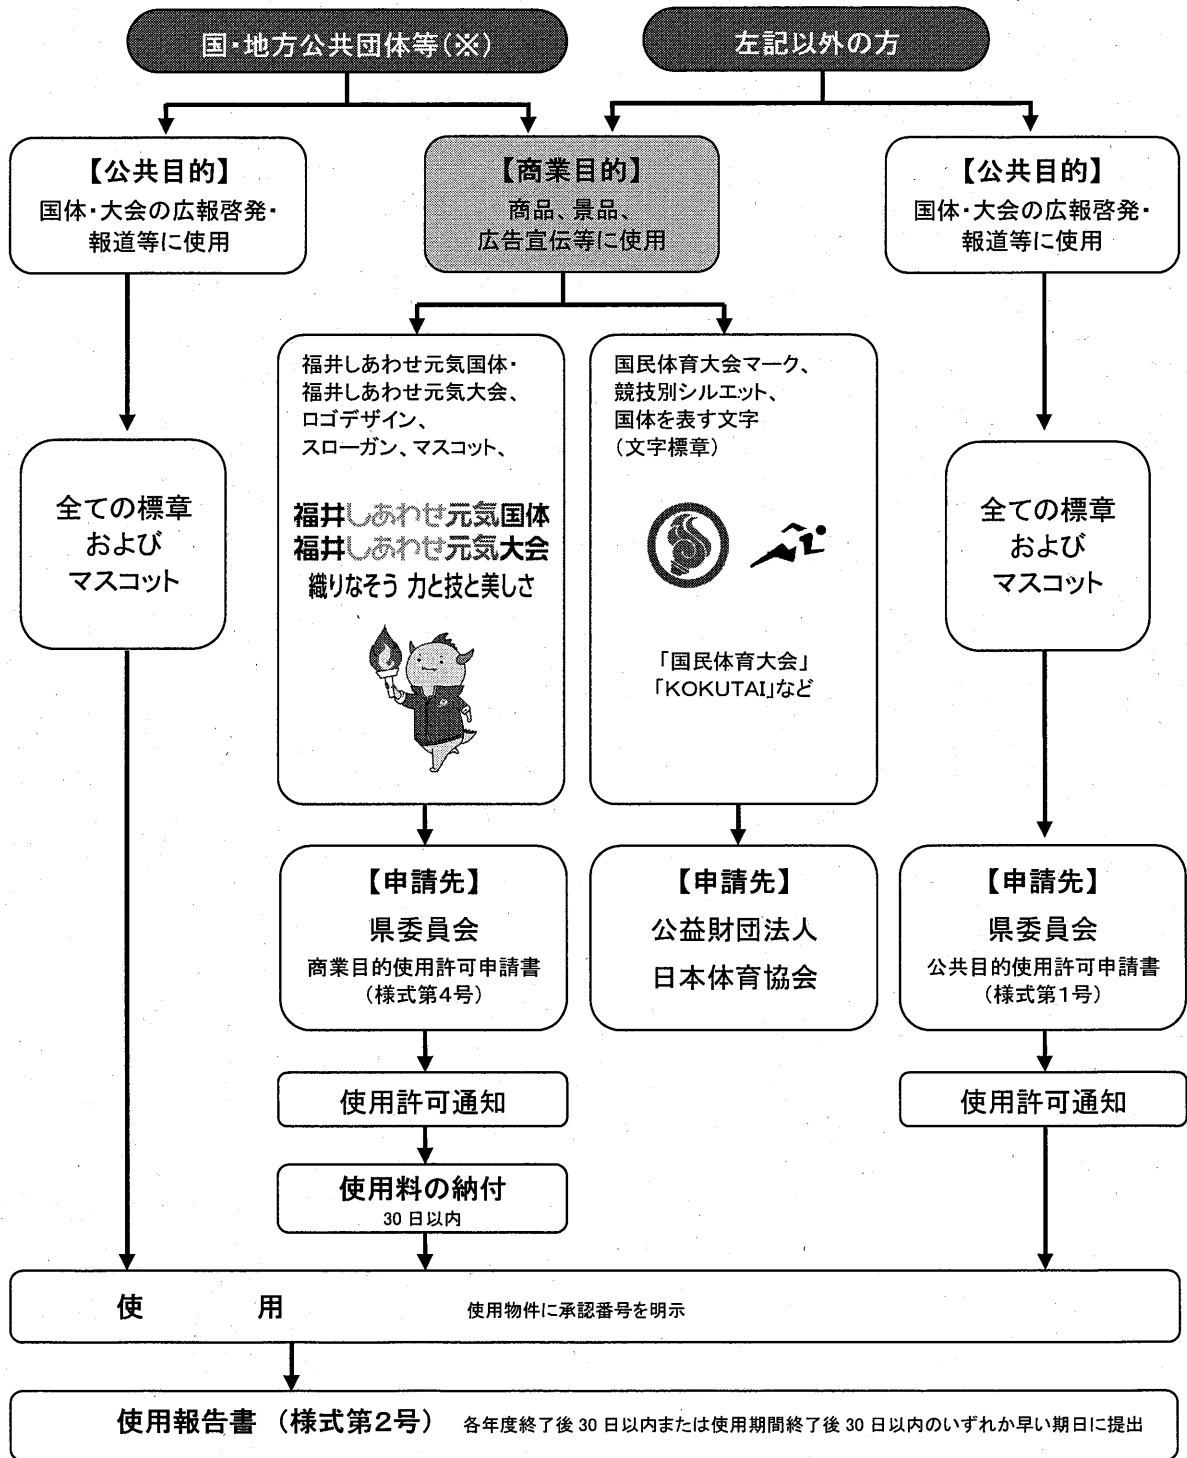 国・地方公共団体等(※)
左記以外の方
【公共目的】
国体・大会の広報啓発・
報道等に使用
【商業目的】
商品、景品、
広告宣伝等に使用
【公共目的】
国体・大会の広報啓発・
報道等に使用
全ての標章
および
マスコット
福井しあわせ元気国体・
福井しあわせ元気大会、
ロゴデザイン、
スローガン、マスコット、
福井しあわせ元気国体
福井しあわせ元気大会
織りなそう 力と技と美しさ
国民体育大会マーク、
競技別シルエット、
国体を表す文字
(文字標章)
「国民体育大会」
「KOKUTAI」など
全ての標章
および
マスコット
【申請先】
県委員会
商業目的使用許可申請書
(様式第4号)
【申請先】
公益財団法人
日本体育協会
【申請先】
県委員会
公共目的使用許可申請書
(様式第1号)
使用許可通知
使用許可通知
使用料の納付
30日以内
使 用 使用物件に承認番号を明示
使用報告書 (様式第2号) 各年度終了後30日以内または使用期間終了後30日以内のいずれか早い期日に提出